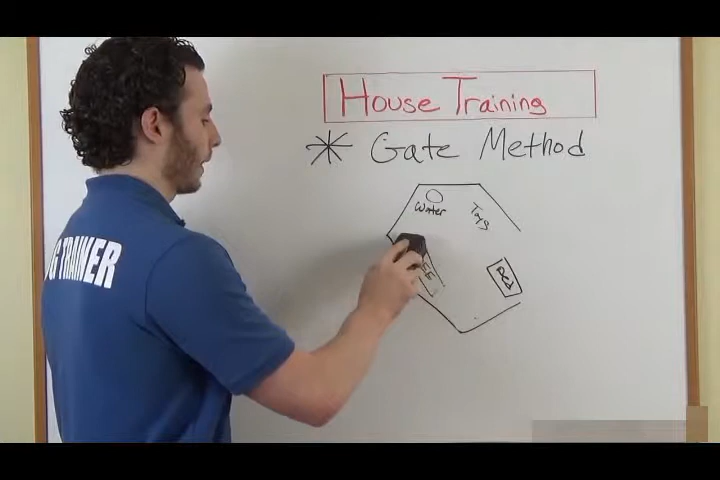 House Training
* Gate Method
Water
Toys
Bed
G TRAINER